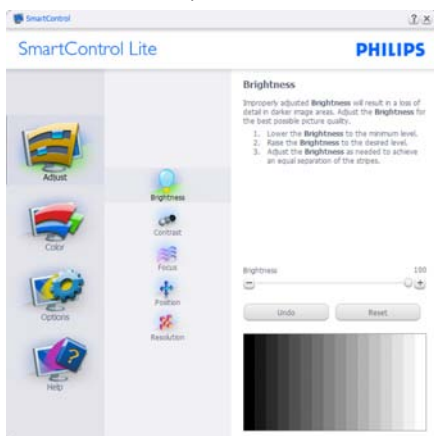 SmartControl
SmartControl Lite
PHILIPS
Adjust
Color
Options
Help
Brightness
Contrast
Focus
Position
Resolution
Brightness
Improperly adjusted Brightness will result in a loss of
detail in darker image areas. Adjust the Brightness for
the best possible picture quality.
1. Lower the Brightness to the minimum level.
2. Raise the Brightness to the desired level.
3. Adjust the Brightness as needed to achieve
an equal separation of the stripes.
Brightness 100
Undo Reset